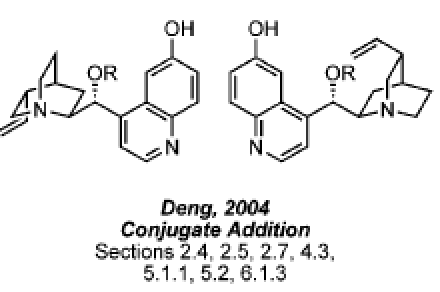 OH OH
OR OR
N N N N
Deng, 2004
Conjugate Addition
Sections 2.4, 2.5, 2.7, 4.3,
5.1.1, 5.2, 6.1.3